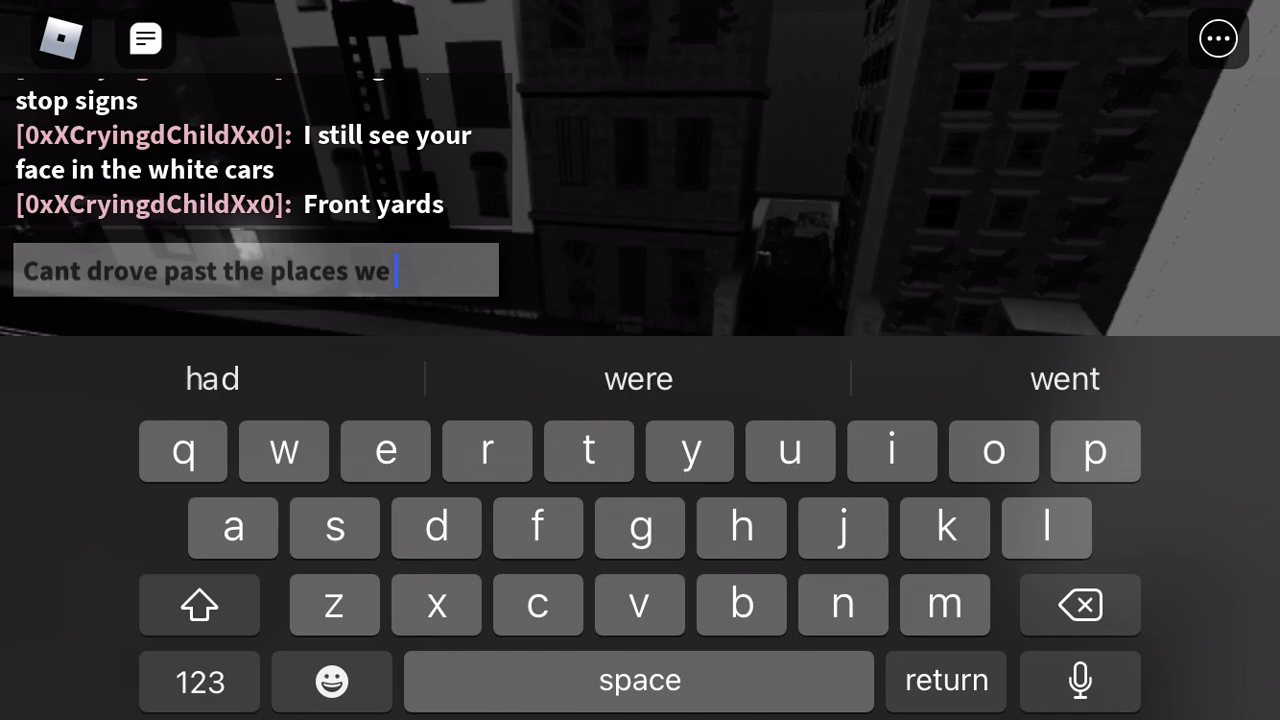 stop signs
[0xXCryingdChildXx0]: I still see your
face in the white cars
[0xXCryingdChildXx0]: Front yards
Cant drove past the places we
had were went
q w e r t y u i o p
a s d f g h j k l
z x c v b n m
123 space return